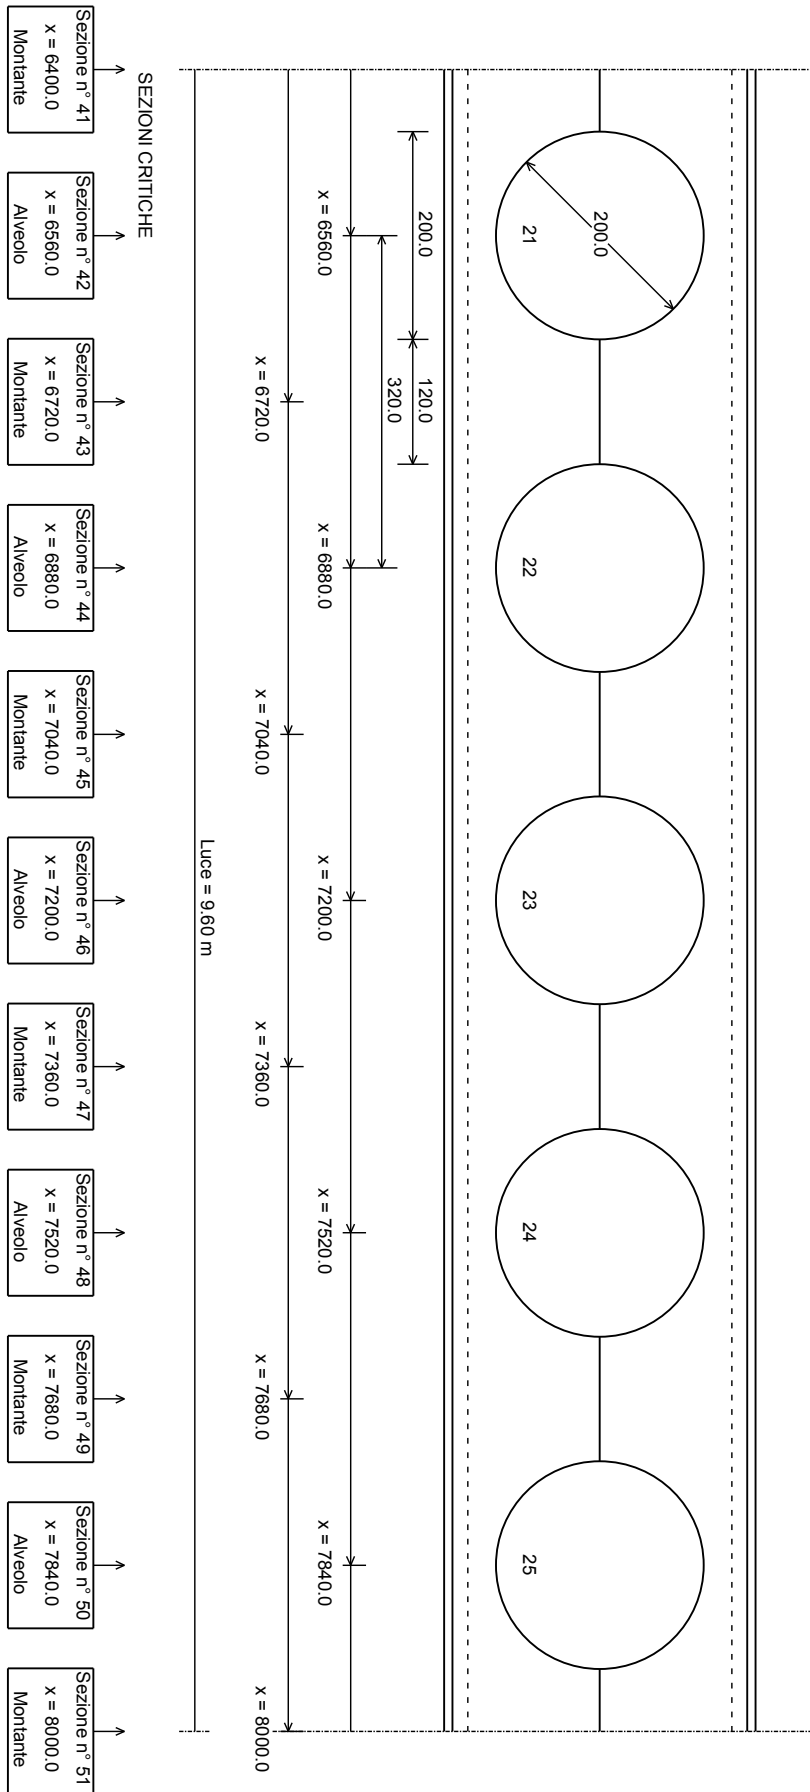 200.0
21
22
23
24
25
200.0
120.0
320.0
x = 6560.0
x = 6880.0
x = 7200.0
x = 7520.0
x = 7840.0
x = 6720.0
x = 7040.0
x = 7360.0
x = 7680.0
x = 8000.0
Luce = 9.60 m
SEZIONI CRITICHE
Sezione n° 41
x = 6400.0
Montante
Sezione n° 42
x = 6560.0
Alveolo
Sezione n° 43
x = 6720.0
Montante
Sezione n° 44
x = 6880.0
Alveolo
Sezione n° 45
x = 7040.0
Montante
Sezione n° 46
x = 7200.0
Alveolo
Sezione n° 47
x = 7360.0
Montante
Sezione n° 48
x = 7520.0
Alveolo
Sezione n° 49
x = 7680.0
Montante
Sezione n° 50
x = 7840.0
Alveolo
Sezione n° 51
x = 8000.0
Montante